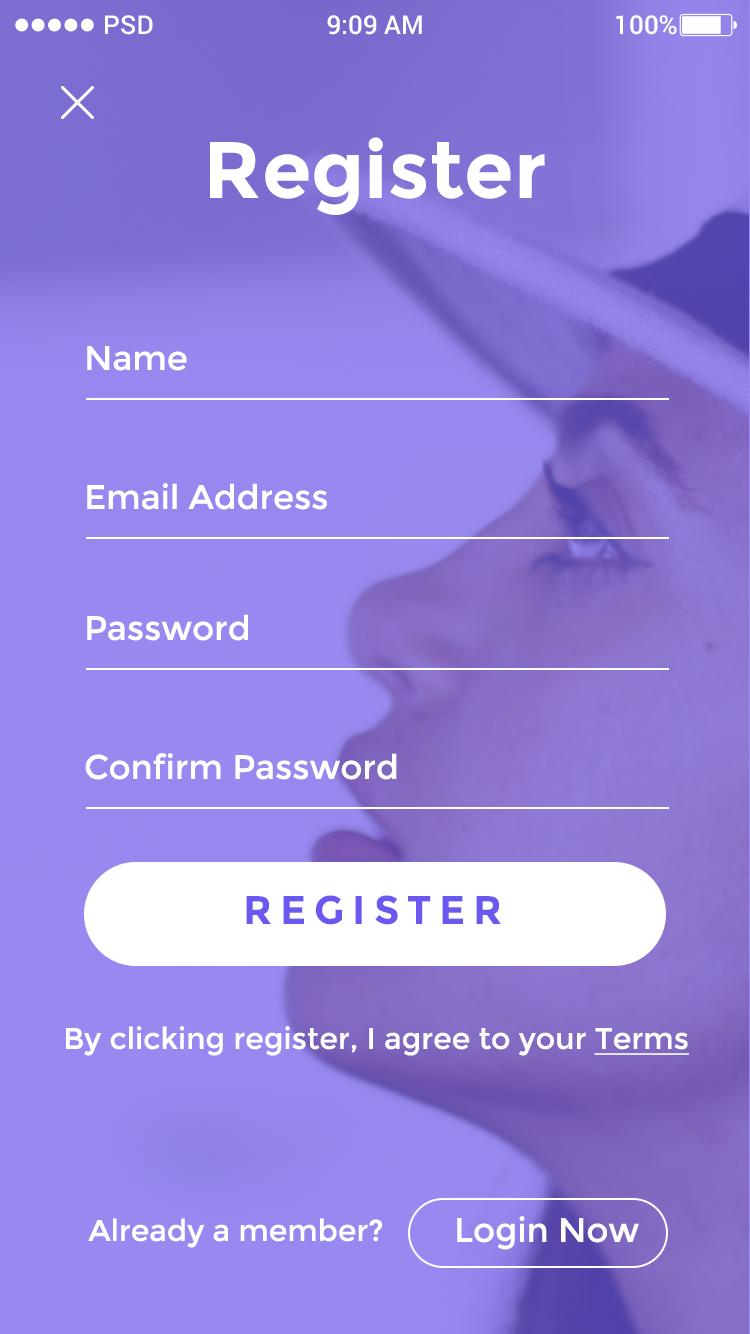 PSD 9:09 AM 100%
Register
Name
Email Address
Password
Confirm Password
REGISTER
By clicking register, I agree to your Terms
Already a member? Login Now